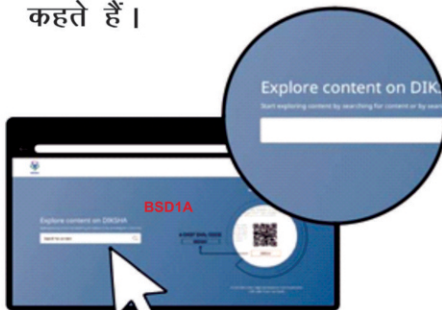 कहते हैं।
Explore content on DIK
Start exploring content by searching for content or by sear
BSD1A
Explore content on DIKSHA